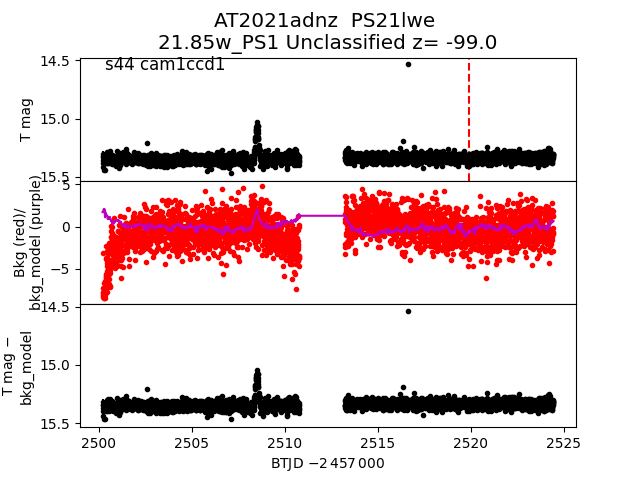 AT2021adnz  PS21lwe
21.85w_PS1 Unclassified z= -99.0
s44 cam1ccd1
14.5
15.0
15.5
T mag
5
0
−5
Bkg (red)/
bkg_model (purple)
14.5
15.0
15.5
T mag −
bkg_model
2500 2505 2510 2515 2520 2525
BTJD −2 457 000